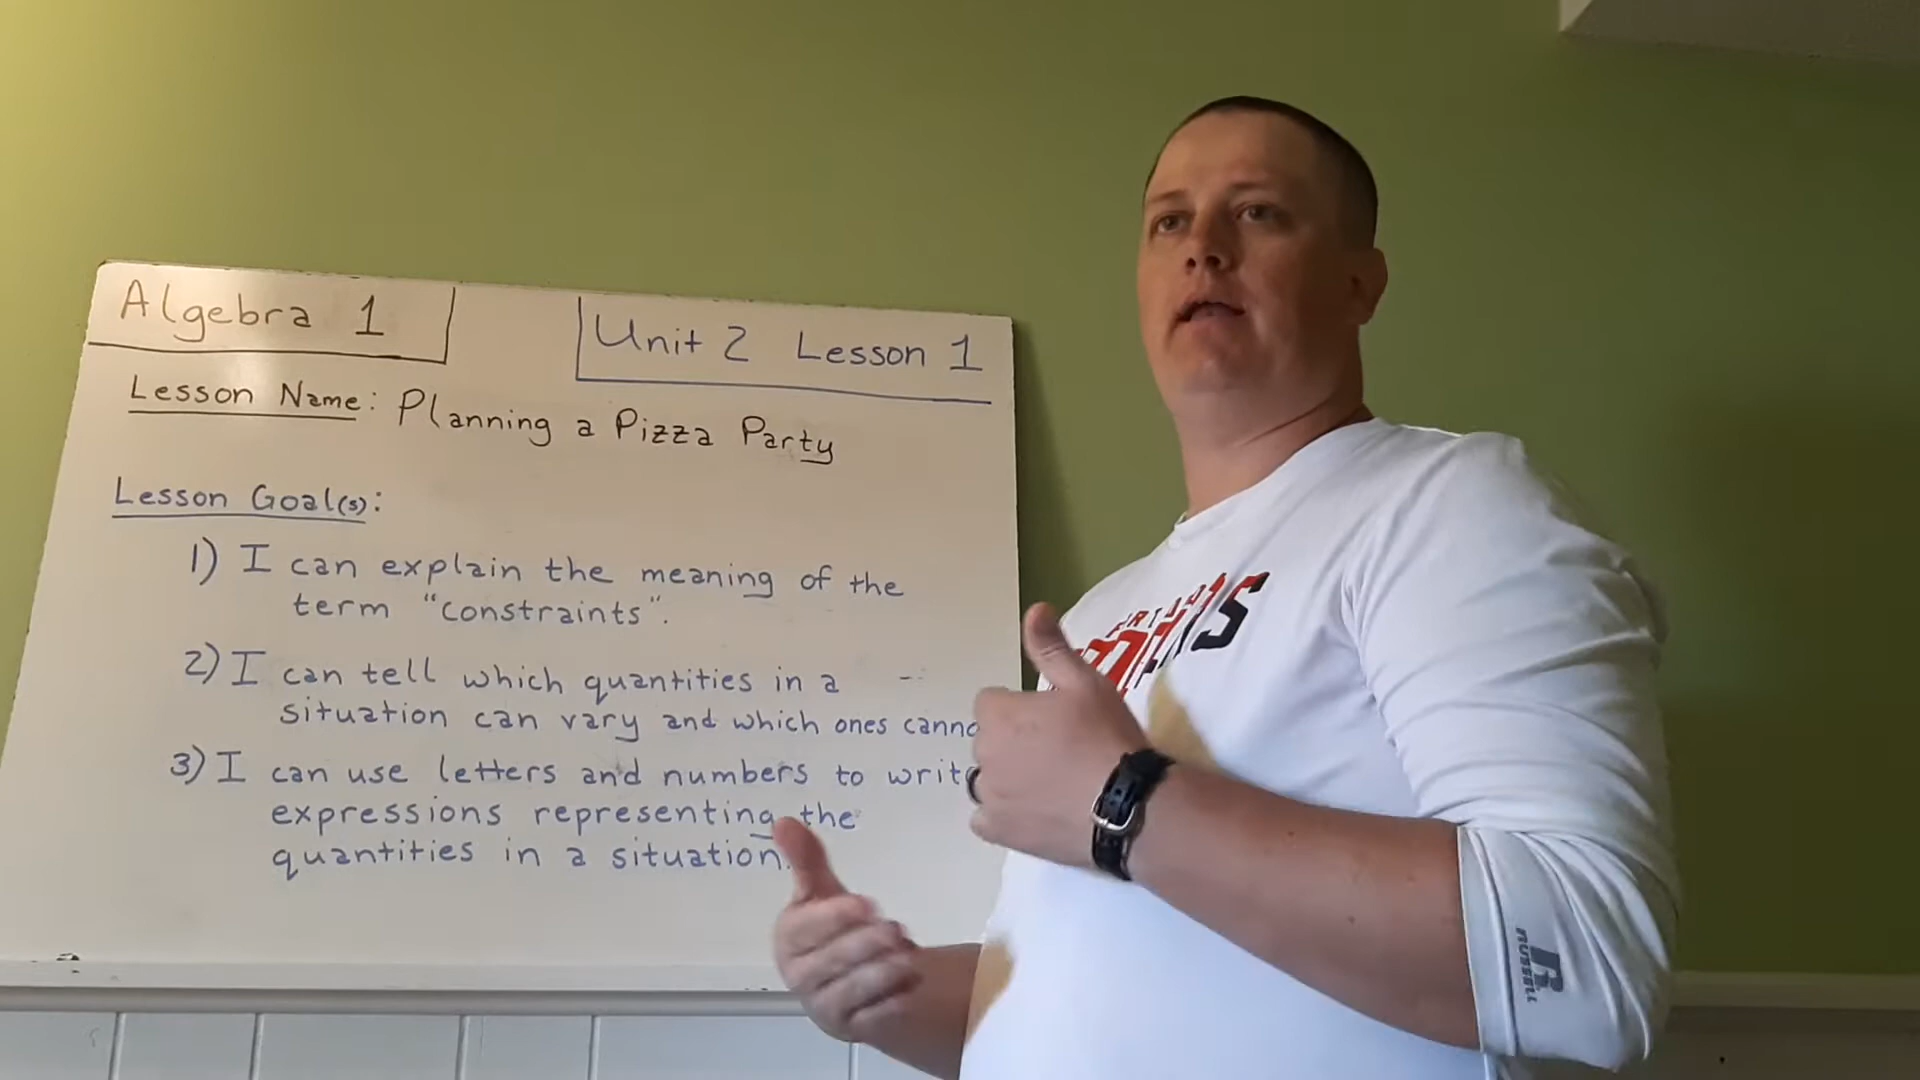 Algebra 1
Unit 2 Lesson 1
Lesson Name: Planning a Pizza Party
Lesson Goal(s):
1) I can explain the meaning of the
term "constraints".
2) I can tell which quantities in a
situation can vary and which ones canno
3) I can use letters and numbers to writ
expressions representing the
quantities in a situation.
RUSSELL